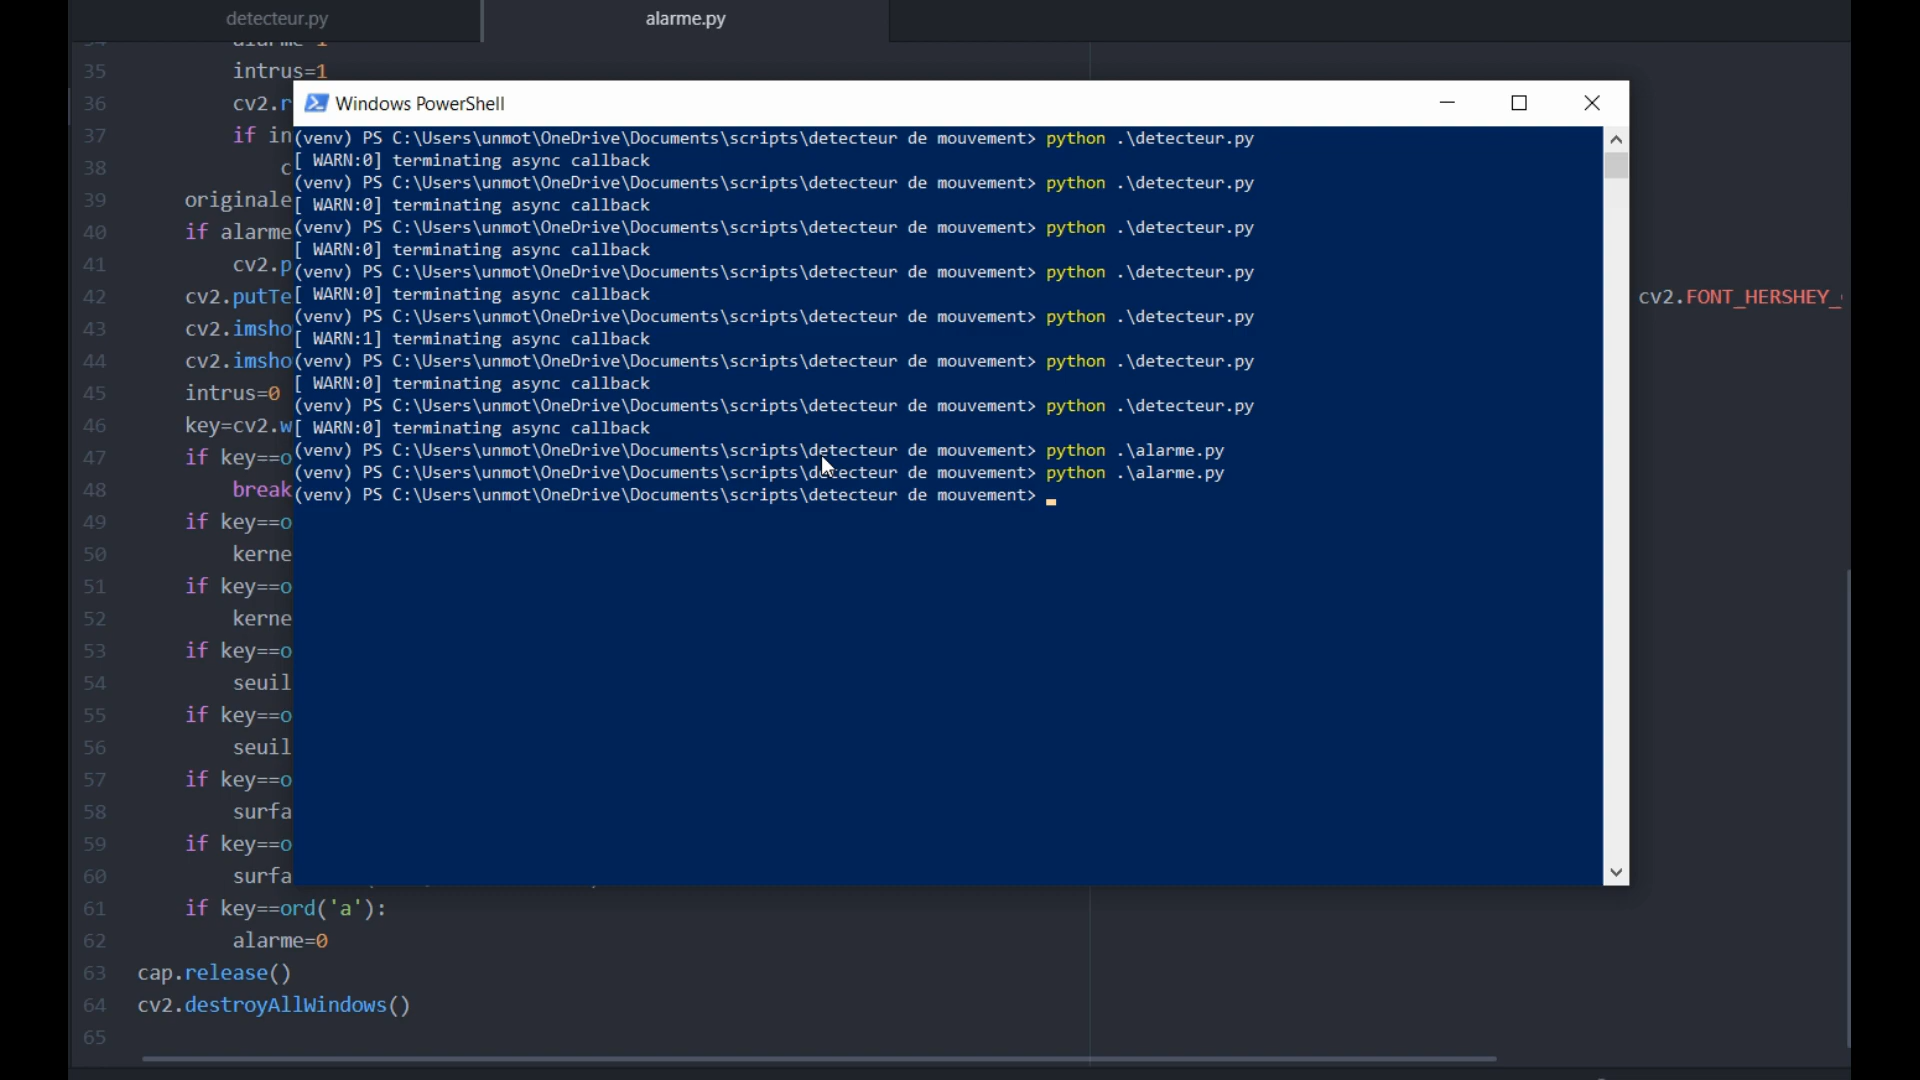 detecteur.py
alarme.py
35 intrus=1
36 cv2.r
37 if in
38 c
39 originale
40 if alarme
41 cv2.p
42 cv2.putTe
cv2.FONT_HERSHEY_
43 cv2.imsho
44 cv2.imsho
45 intrus=0
46 key=cv2.w
47 if key==o
48 break
49 if key==o
50 kerne
51 if key==o
52 kerne
53 if key==o
54 seuil
55 if key==o
56 seuil
57 if key==o
58 surfa
59 if key==o
60 surfa
61 if key==ord('a'):
62 alarme=0
63 cap.release()
64 cv2.destroyAllWindows()
65
Windows PowerShell
(venv) PS C:\Users\unmot\OneDrive\Documents\scripts\detecteur de mouvement> python .\detecteur.py
[ WARN:0] terminating async callback
(venv) PS C:\Users\unmot\OneDrive\Documents\scripts\detecteur de mouvement> python .\detecteur.py
[ WARN:0] terminating async callback
(venv) PS C:\Users\unmot\OneDrive\Documents\scripts\detecteur de mouvement> python .\detecteur.py
[ WARN:0] terminating async callback
(venv) PS C:\Users\unmot\OneDrive\Documents\scripts\detecteur de mouvement> python .\detecteur.py
[ WARN:0] terminating async callback
(venv) PS C:\Users\unmot\OneDrive\Documents\scripts\detecteur de mouvement> python .\detecteur.py
[ WARN:1] terminating async callback
(venv) PS C:\Users\unmot\OneDrive\Documents\scripts\detecteur de mouvement> python .\detecteur.py
[ WARN:0] terminating async callback
(venv) PS C:\Users\unmot\OneDrive\Documents\scripts\detecteur de mouvement> python .\detecteur.py
[ WARN:0] terminating async callback
(venv) PS C:\Users\unmot\OneDrive\Documents\scripts\detecteur de mouvement> python .\alarme.py
(venv) PS C:\Users\unmot\OneDrive\Documents\scripts\detecteur de mouvement> python .\alarme.py
(venv) PS C:\Users\unmot\OneDrive\Documents\scripts\detecteur de mouvement>